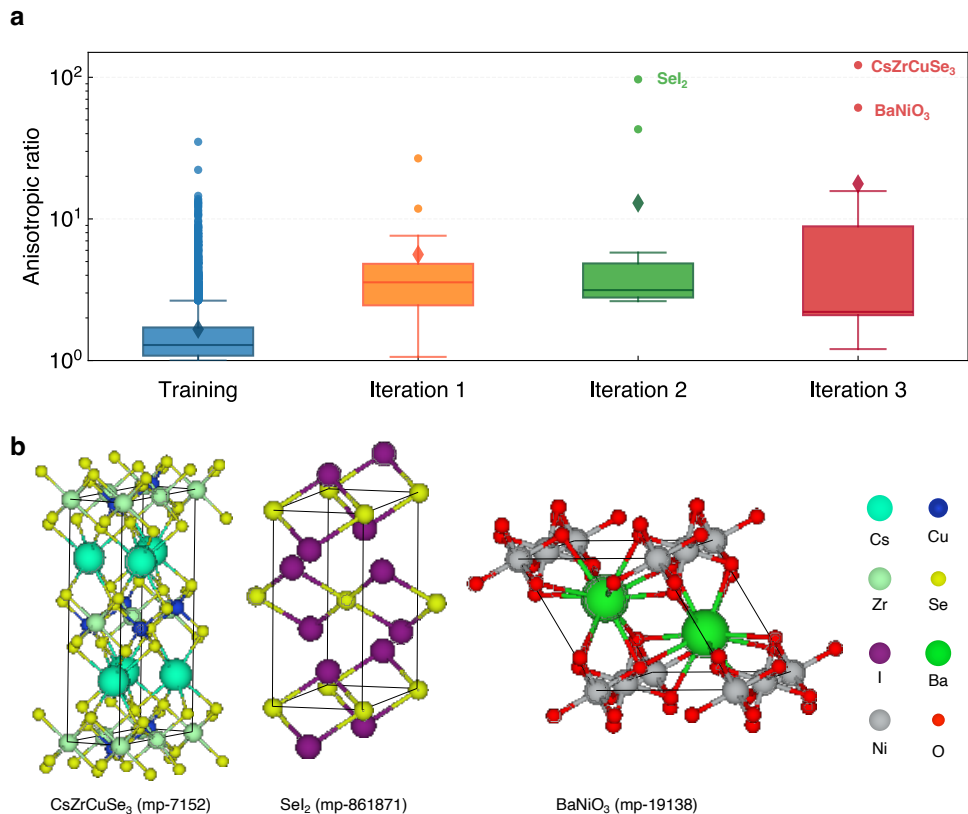 a
Anisotropic ratio
10²
10¹
10⁰
SeI₂
CsZrCuSe₃
BaNiO₃
Training
Iteration 1
Iteration 2
Iteration 3
b
Cs
Cu
Zr
Se
I
Ba
Ni
O
CsZrCuSe₃ (mp-7152)
SeI₂ (mp-861871)
BaNiO₃ (mp-19138)